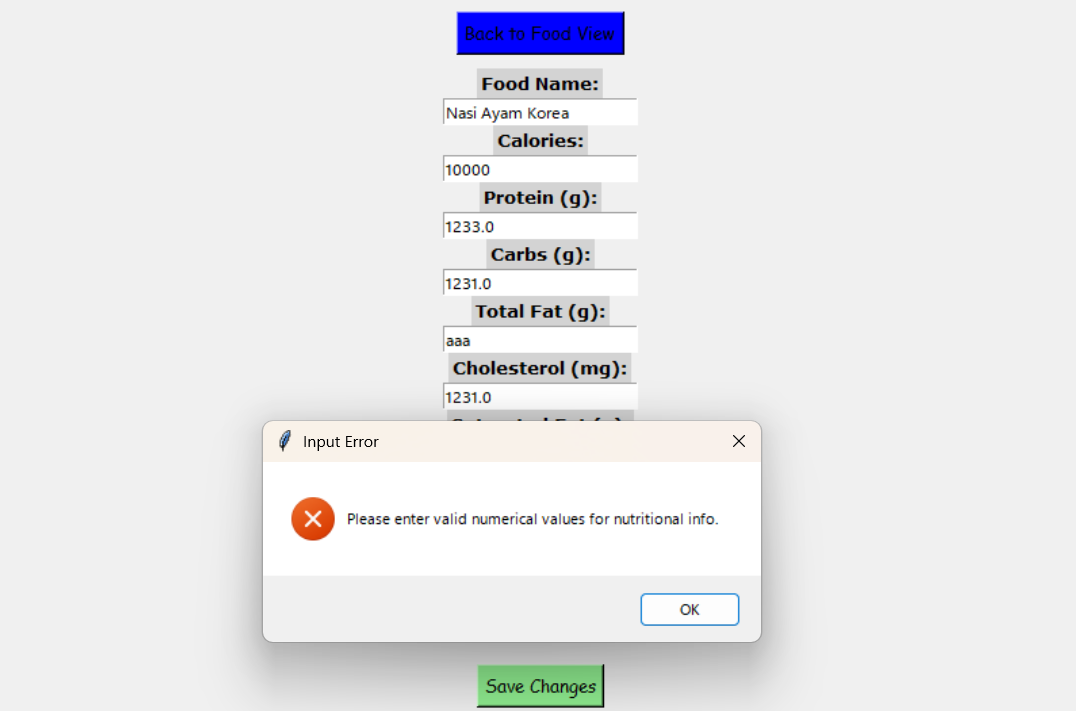 Back to Food View
Food Name:
Nasi Ayam Korea
Calories:
10000
Protein (g):
1233.0
Carbs (g):
1231.0
Total Fat (g):
aaa
Cholesterol (mg):
1231.0
Input Error
Please enter valid numerical values for nutritional info.
OK
Save Changes